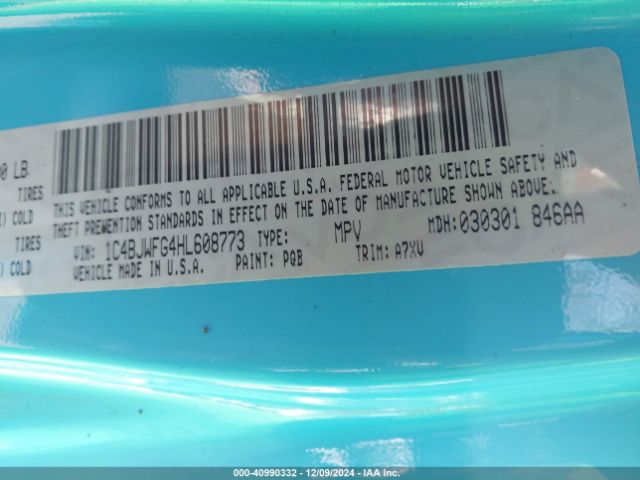 00 LB
TIRES
) COLD
TIRES
) COLD
THIS VEHICLE CONFORMS TO ALL APPLICABLE U.S.A. FEDERAL MOTOR VEHICLE SAFETY AND
THEFT PREVENTION STANDARDS IN EFFECT ON THE DATE OF MANUFACTURE SHOWN ABOVE.
VIN: 1C4BJWFG4HL608773 TYPE: MPV MDH:030301 846AA
VEHICLE MADE IN U.S.A. PAINT: PQB TRIM: A7XV
000-40990332 - 12/09/2024 - IAA Inc.